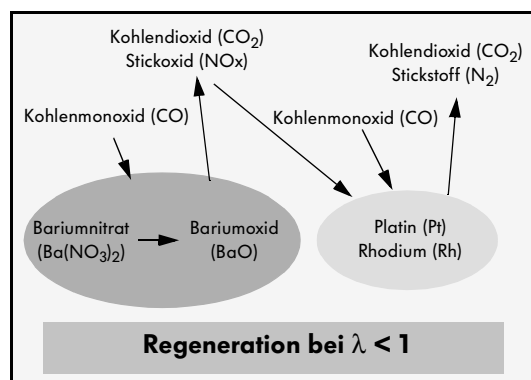 Kohlendioxid (CO₂)
Stickoxid (NOx)
Kohlendioxid (CO₂)
Stickstoff (N₂)
Kohlenmonoxid (CO)
Kohlenmonoxid (CO)
Bariumnitrat
(Ba(NO₃)₂)
Bariumoxid
(BaO)
Platin (Pt)
Rhodium (Rh)
Regeneration bei λ < 1